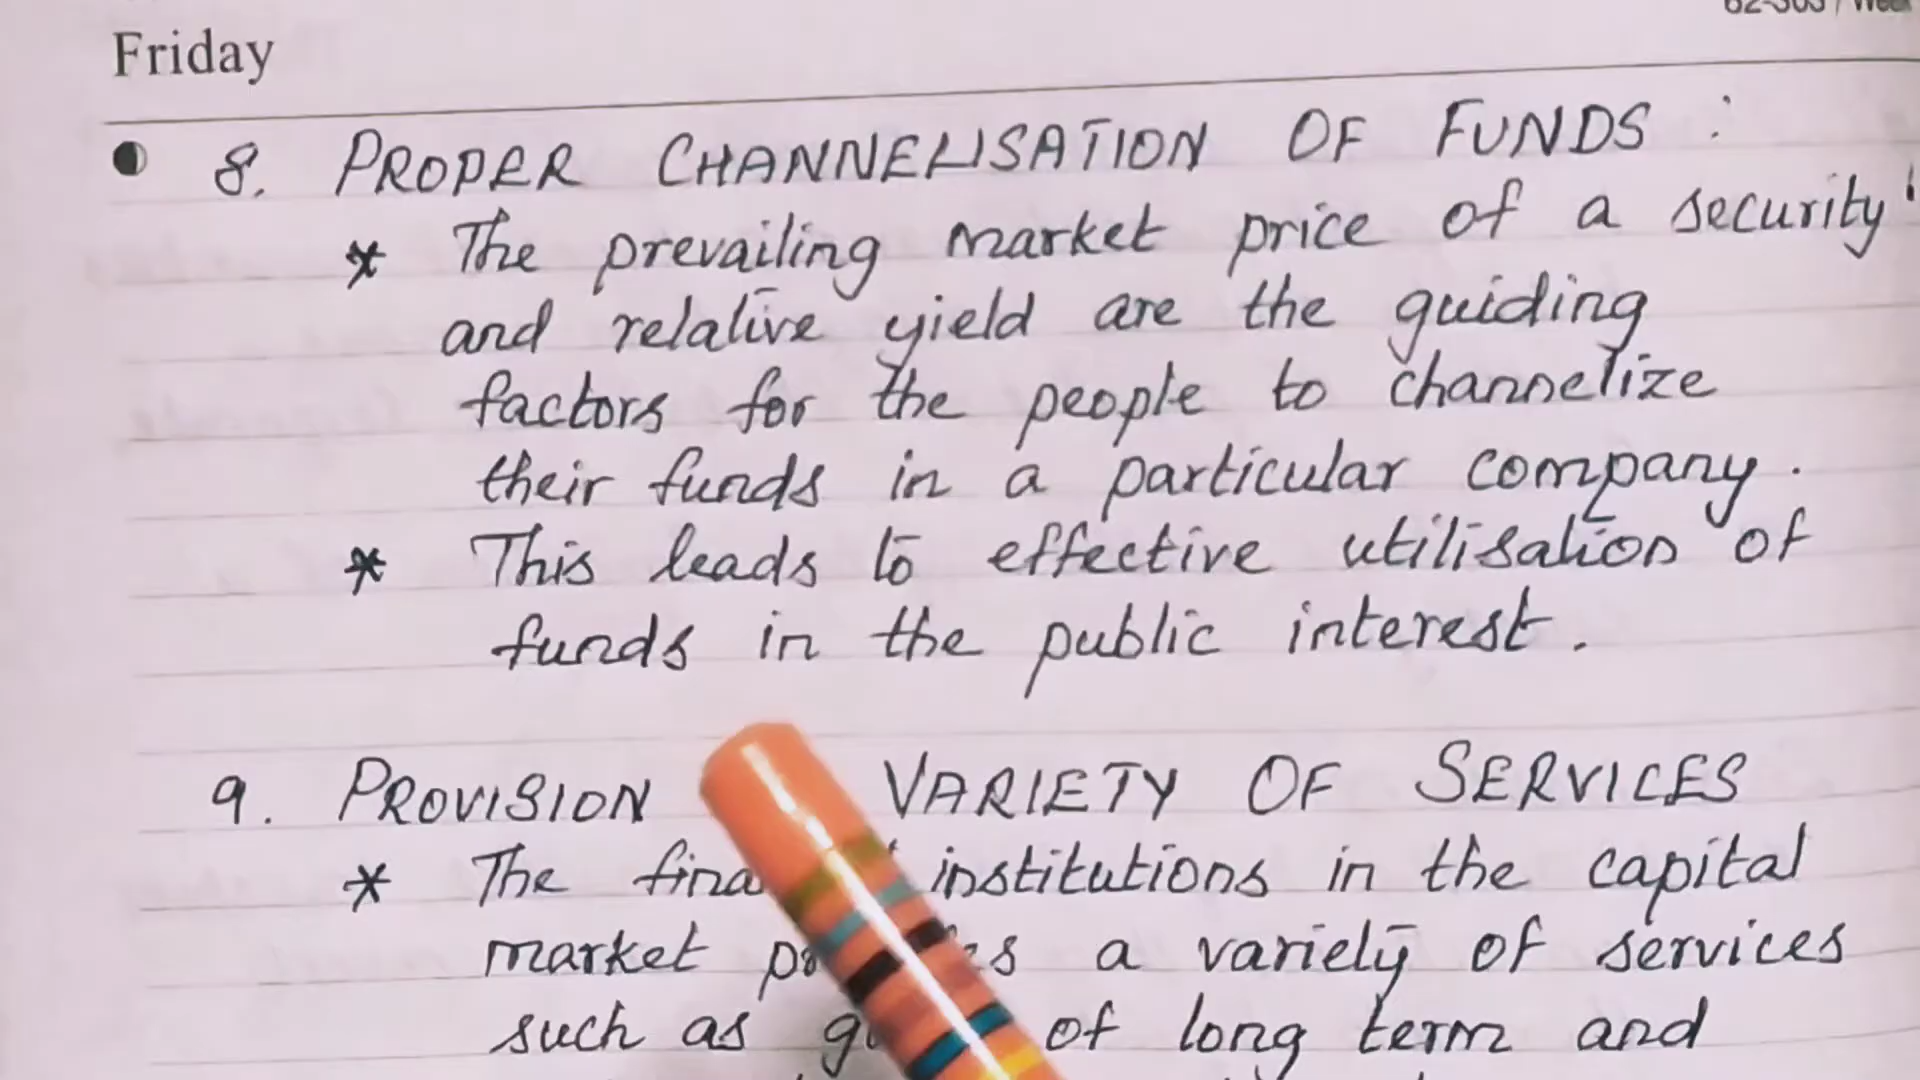 Friday
8. PROPER CHANNELISATION OF FUNDS :
* The prevailing market price of a security
and relative yield are the guiding
factors for the people to channelize
their funds in a particular company.
* This leads to effective utilisation of
funds in the public interest.
9. PROVISION VARIETY OF SERVICES
* The institutions in the capital
market a variety of services
such as of long term and